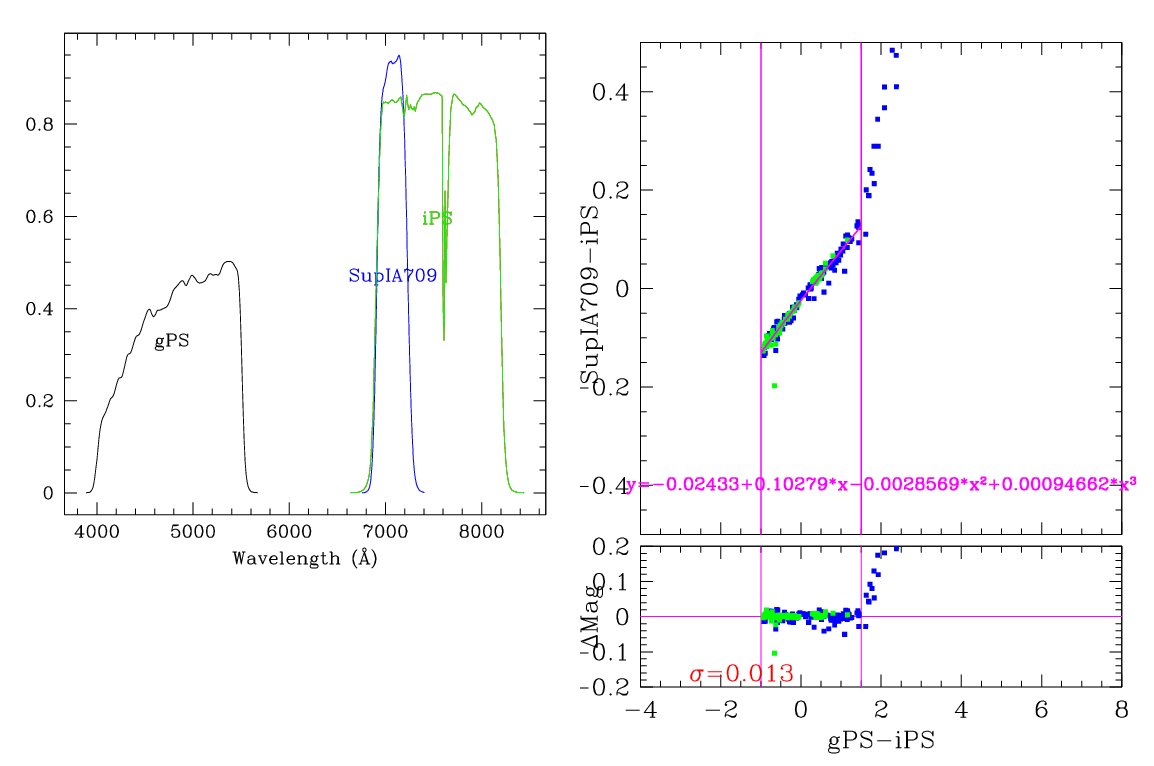 0.8
0.6
0.4
0.2
0
iPS
SupIA709
gPS
4000 5000 6000 7000 8000
Wavelength (Å)
0.4
0.2
0
-0.2
-0.4
SupIA709−iPS
y=−0.02433+0.10279*x−0.0028569*x²+0.00094662*x³
0.2
0.1
0
-0.1
-0.2
ΔMag
σ=0.013
−4 −2 0 2 4 6 8
gPS−iPS